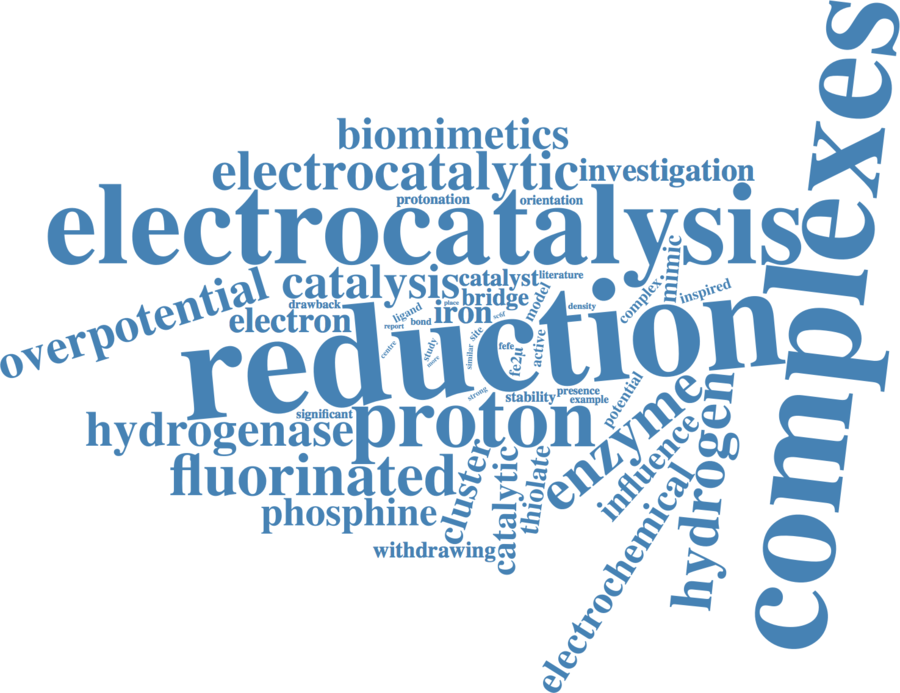 complexes
biomimetics
electrocatalytic
investigation
protonation
orientation
electrocatalysis
overpotential
catalysis
catalyst
literature
mimic
inspired
complex.
drawback
electron
ligand
report
bond
place
bridge
iron
model
density
reduction
centre
study
more
similar
site
fefe
fe2µ
active
strong
stability
presence
example
potential
significant
hydrogenase
proton
enzyme
influence
hydrogen
fluorinated
cluster
catalytic
thiolate
phosphine
withdrawing
electrochemical